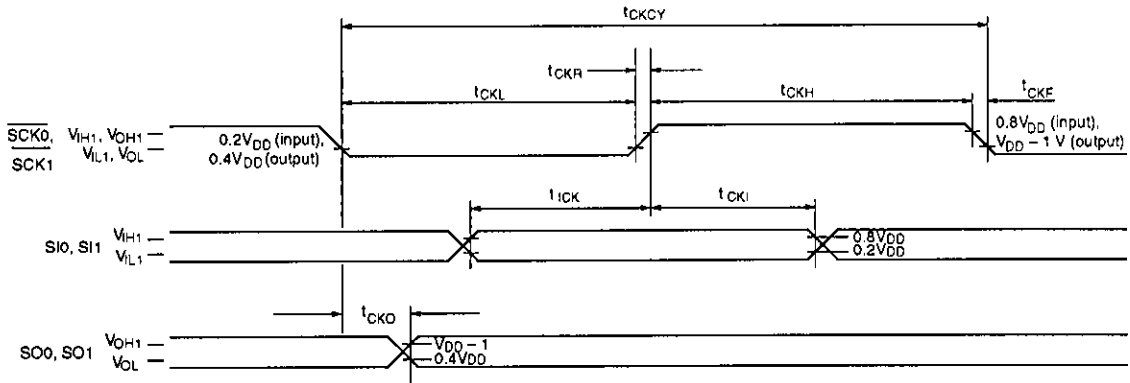 tCKCY
tCKR
tCKL
tCKH
tCKF
SCK0,
SCK1
VIH1, VOH1
VIL1, VOL
0.2VDD (input),
0.4VDD (output)
0.8VDD (input),
VDD – 1 V (output)
tICK
tCKI
SI0, SI1
VIH1
VIL1
0.8VDD
0.2VDD
tCKO
SO0, SO1
VOH1
VOL
VDD – 1
0.4VDD